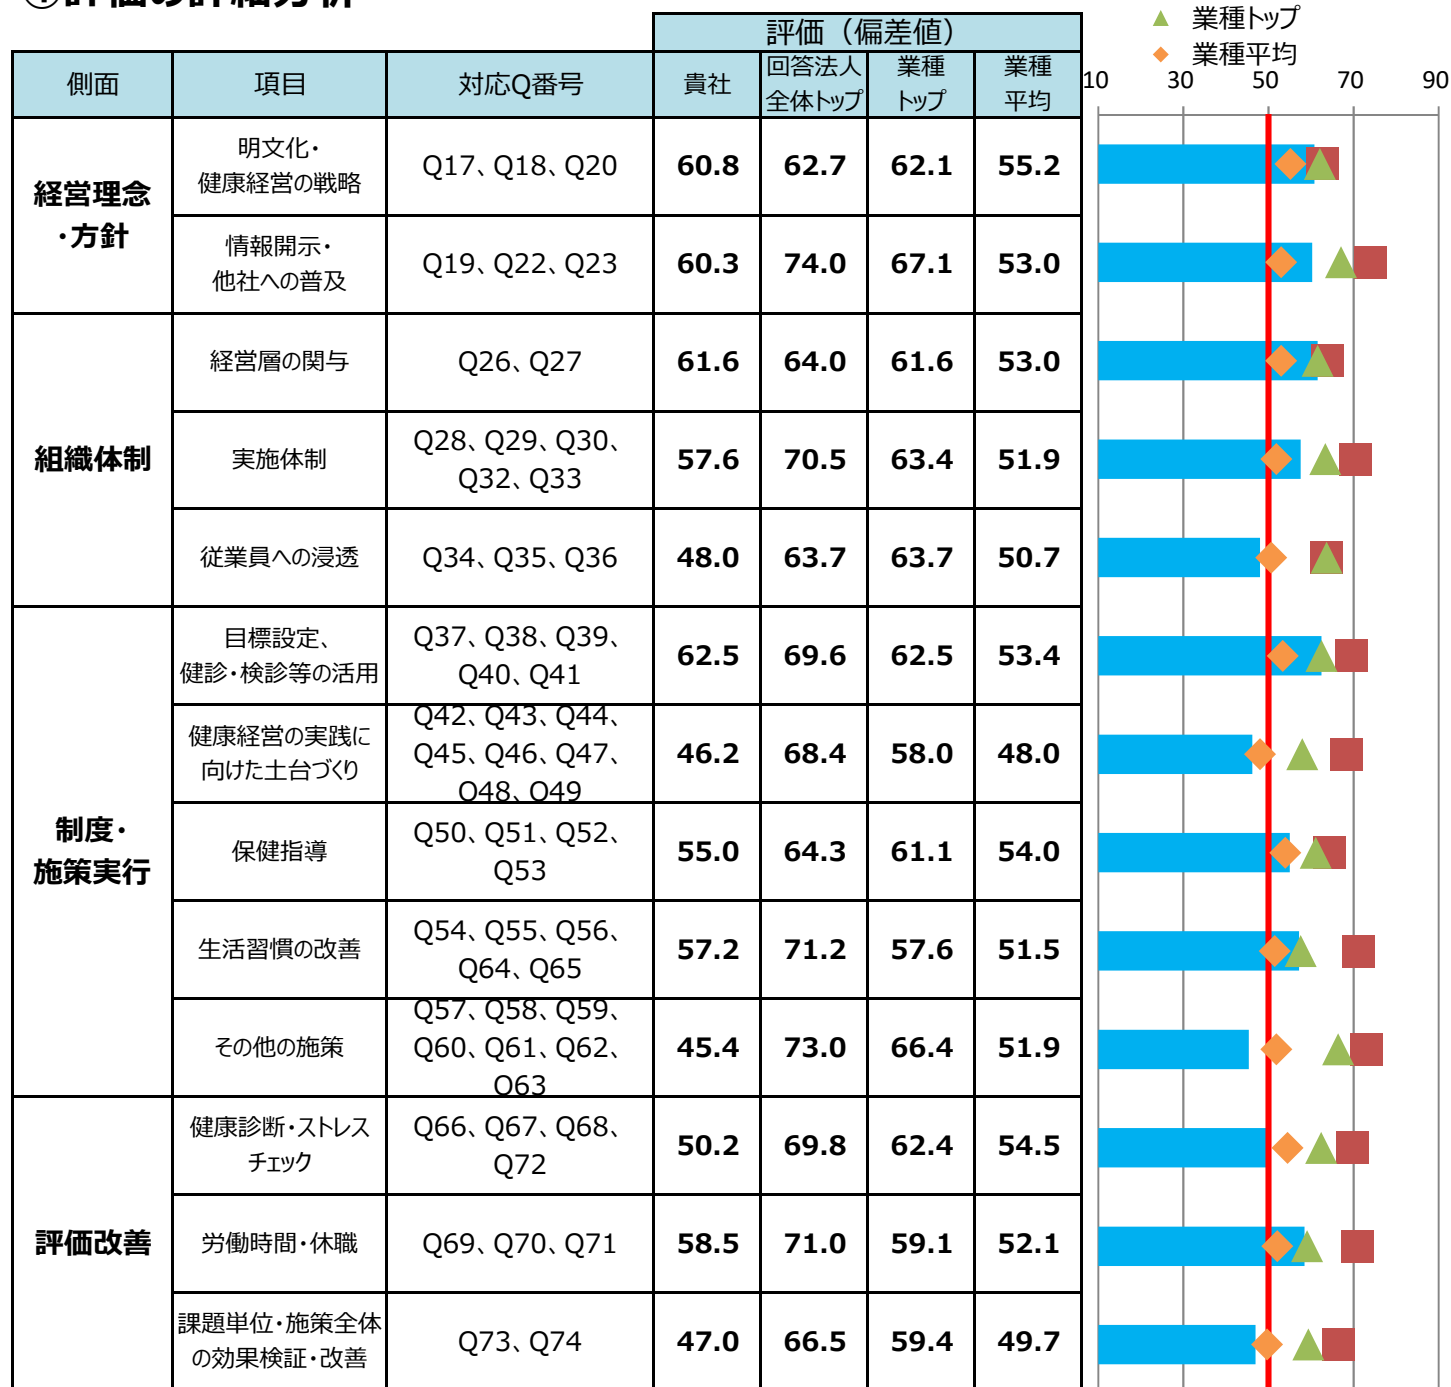 ①評価の詳細分析
評価（偏差値）
側面 項目 対応Q番号 貴社 回答法人全体トップ 業種トップ 業種平均
▲ 業種トップ
◆ 業種平均
10 30 50 70 90
経営理念
・方針
明文化・
健康経営の戦略
Q17、Q18、Q20
60.8 62.7 62.1 55.2
情報開示・
他社への普及
Q19、Q22、Q23
60.3 74.0 67.1 53.0
組織体制
経営層の関与
Q26、Q27
61.6 64.0 61.6 53.0
実施体制
Q28、Q29、Q30、
Q32、Q33
57.6 70.5 63.4 51.9
従業員への浸透
Q34、Q35、Q36
48.0 63.7 63.7 50.7
制度・
施策実行
目標設定、
健診・検診等の活用
Q37、Q38、Q39、
Q40、Q41
62.5 69.6 62.5 53.4
健康経営の実践に
向けた土台づくり
Q42、Q43、Q44、
Q45、Q46、Q47、
Q48、Q49
46.2 68.4 58.0 48.0
保健指導
Q50、Q51、Q52、
Q53
55.0 64.3 61.1 54.0
生活習慣の改善
Q54、Q55、Q56、
Q64、Q65
57.2 71.2 57.6 51.5
その他の施策
Q57、Q58、Q59、
Q60、Q61、Q62、
Q63
45.4 73.0 66.4 51.9
評価改善
健康診断・ストレス
チェック
Q66、Q67、Q68、
Q72
50.2 69.8 62.4 54.5
労働時間・休職
Q69、Q70、Q71
58.5 71.0 59.1 52.1
課題単位・施策全体
の効果検証・改善
Q73、Q74
47.0 66.5 59.4 49.7